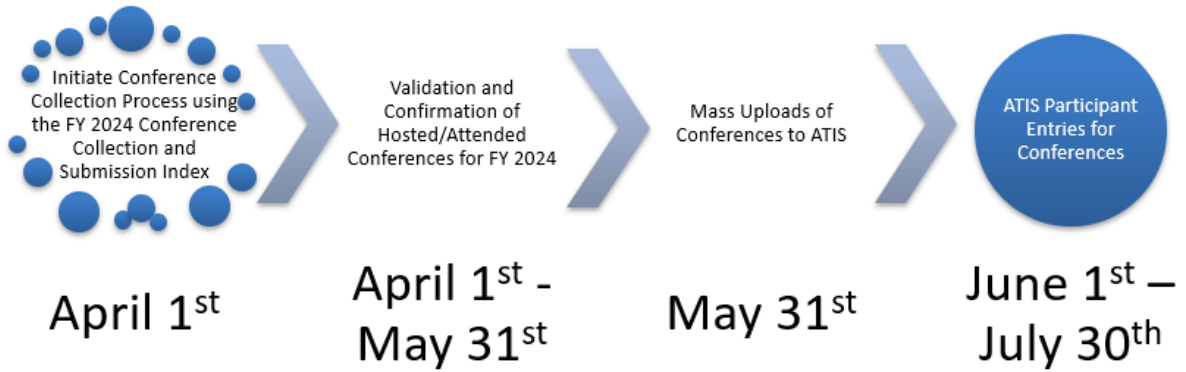 Initiate Conference
Collection Process using
the FY 2024 Conference
Collection and
Submission Index
Validation and
Confirmation of
Hosted/Attended
Conferences for FY 2024
Mass Uploads of
Conferences to ATIS
ATIS Participant
Entries for
Conferences
April 1st
April 1st -
May 31st
May 31st
June 1st –
July 30th